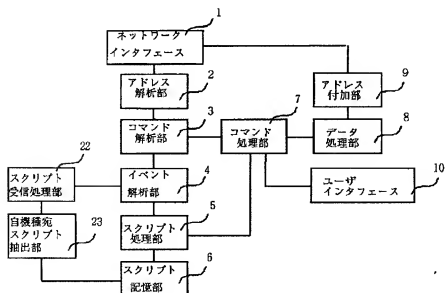 1
ネットワーク
インタフェース
2
アドレス
解析部
9
アドレス
付加部
3
コマンド
解析部
7
コマンド
処理部
8
データ
処理部
22
スクリプト
受信処理部
4
イベント
解析部
10
ユーザ
インタフェース
自機種宛
スクリプト
抽出部
23
5
スクリプト
処理部
6
スクリプト
記憶部